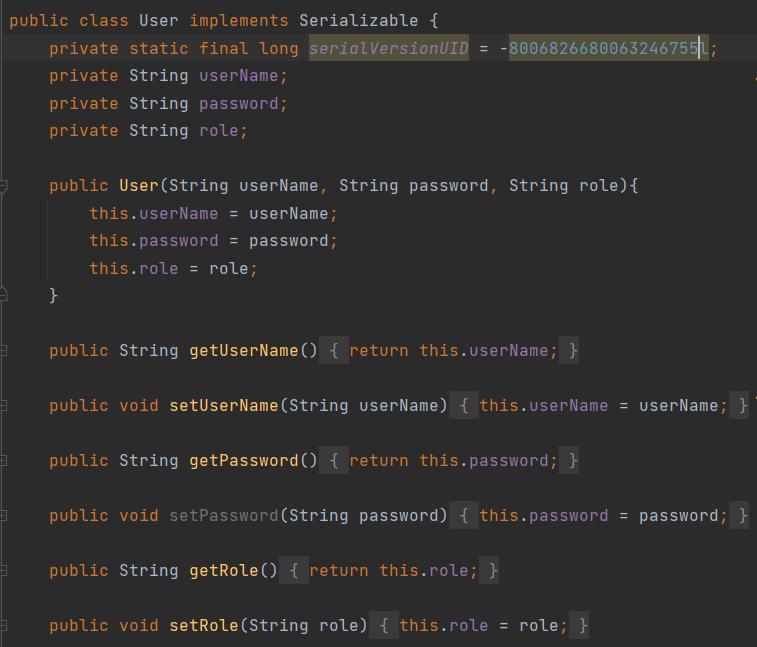 public class User implements Serializable {
private static final long serialVersionUID = -8006826680063246755l;
private String userName;
private String password;
private String role;
public User(String userName, String password, String role){
this.userName = userName;
this.password = password;
this.role = role;
}
public String getUserName() { return this.userName; }
public void setUserName(String userName) { this.userName = userName; }
public String getPassword() { return this.password; }
public void setPassword(String password) { this.password = password; }
public String getRole() { return this.role; }
public void setRole(String role) { this.role = role; }